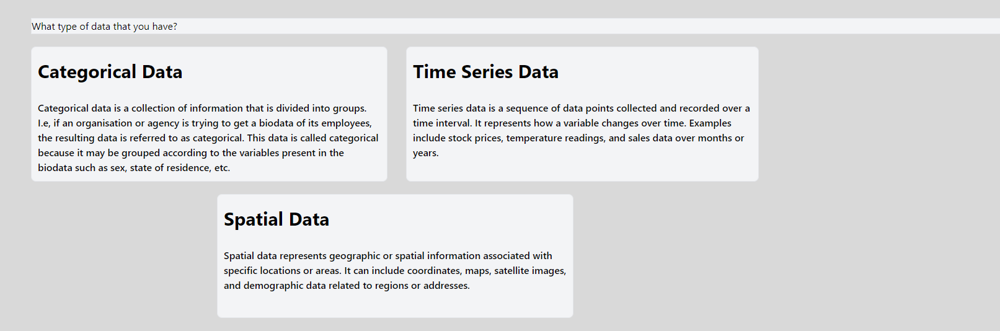 What type of data that you have?
Categorical Data
Categorical data is a collection of information that is divided into groups.
I.e, if an organisation or agency is trying to get a biodata of its employees,
the resulting data is referred to as categorical. This data is called categorical
because it may be grouped according to the variables present in the
biodata such as sex, state of residence, etc.
Time Series Data
Time series data is a sequence of data points collected and recorded over a
time interval. It represents how a variable changes over time. Examples
include stock prices, temperature readings, and sales data over months or
years.
Spatial Data
Spatial data represents geographic or spatial information associated with
specific locations or areas. It can include coordinates, maps, satellite images,
and demographic data related to regions or addresses.